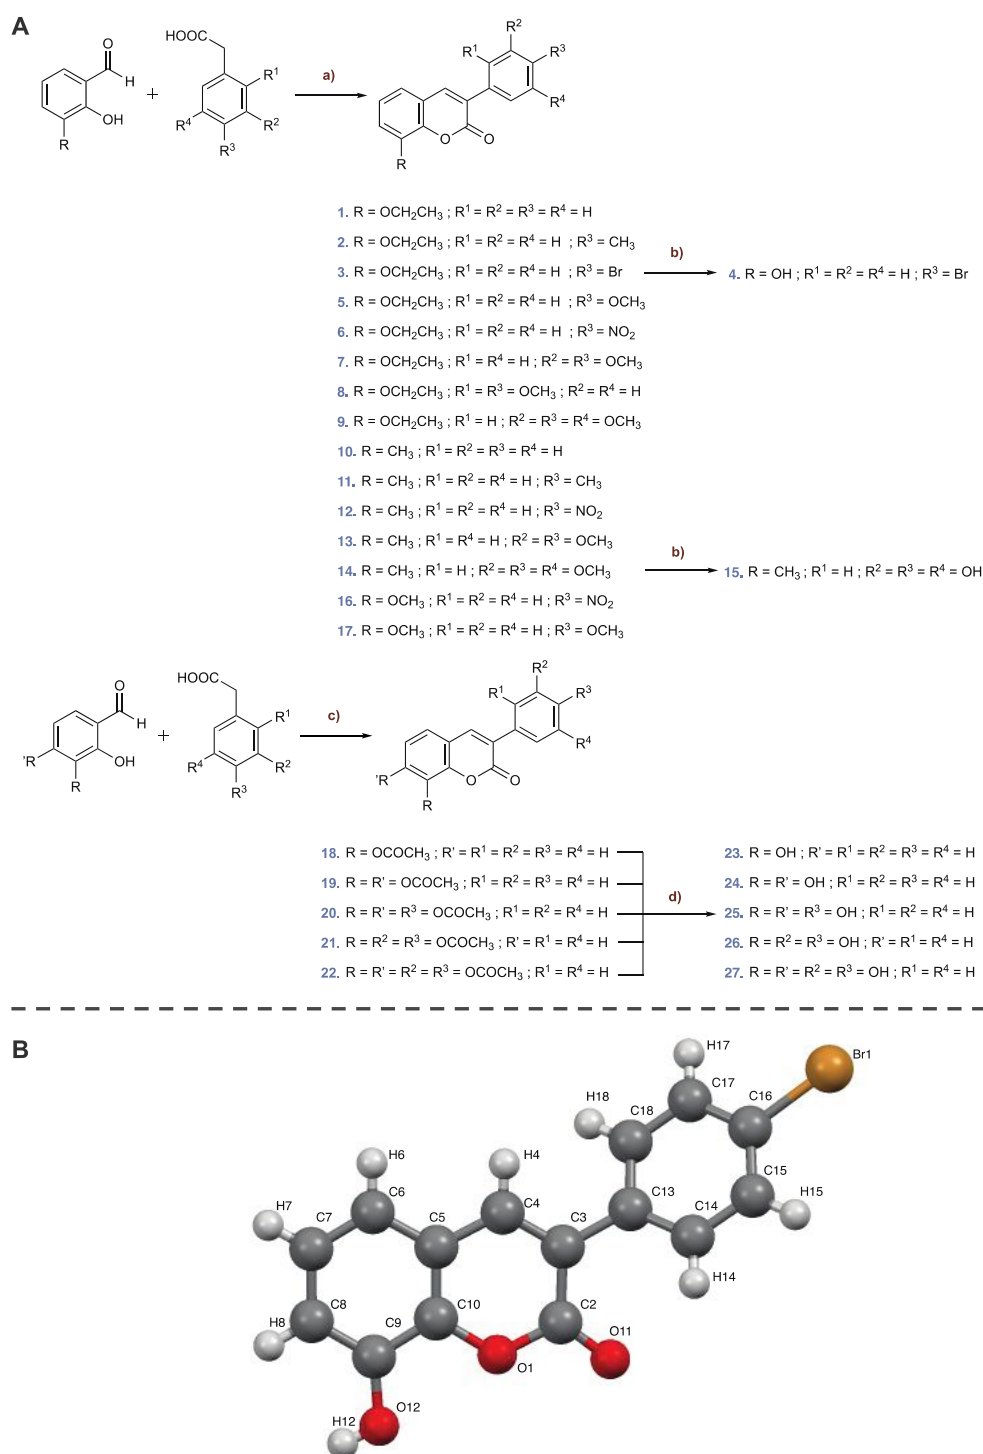 A
O
H
OH
R
+
HOOC
R¹
R²
R³
R⁴
a)
R¹
R²
R³
R⁴
O
O
R
1. R = OCH₂CH₃ ; R¹ = R² = R³ = R⁴ = H
2. R = OCH₂CH₃ ; R¹ = R² = R⁴ = H ; R³ = CH₃
3. R = OCH₂CH₃ ; R¹ = R² = R⁴ = H ; R³ = Br
b)
4. R = OH ; R¹ = R² = R⁴ = H ; R³ = Br
5. R = OCH₂CH₃ ; R¹ = R² = R⁴ = H ; R³ = OCH₃
6. R = OCH₂CH₃ ; R¹ = R² = R⁴ = H ; R³ = NO₂
7. R = OCH₂CH₃ ; R¹ = R⁴ = H ; R² = R³ = OCH₃
8. R = OCH₂CH₃ ; R¹ = R³ = OCH₃ ; R² = R⁴ = H
9. R = OCH₂CH₃ ; R¹ = H ; R² = R³ = R⁴ = OCH₃
10. R = CH₃ ; R¹ = R² = R³ = R⁴ = H
11. R = CH₃ ; R¹ = R² = R⁴ = H ; R³ = CH₃
12. R = CH₃ ; R¹ = R² = R⁴ = H ; R³ = NO₂
13. R = CH₃ ; R¹ = R⁴ = H ; R² = R³ = OCH₃
14. R = CH₃ ; R¹ = H ; R² = R³ = R⁴ = OCH₃
b)
15. R = CH₃ ; R¹ = H ; R² = R³ = R⁴ = OH
16. R = OCH₃ ; R¹ = R² = R⁴ = H ; R³ = NO₂
17. R = OCH₃ ; R¹ = R² = R⁴ = H ; R³ = OCH₃
O
H
OH
'R
R
+
HOOC
R¹
R²
R³
R⁴
c)
R¹
R²
R³
R⁴
O
O
'R
R
18. R = OCOCH₃ ; R' = R¹ = R² = R³ = R⁴ = H
19. R = R' = OCOCH₃ ; R¹ = R² = R³ = R⁴ = H
20. R = R' = R³ = OCOCH₃ ; R¹ = R² = R⁴ = H
21. R = R² = R³ = OCOCH₃ ; R' = R¹ = R⁴ = H
22. R = R' = R² = R³ = OCOCH₃ ; R¹ = R⁴ = H
d)
23. R = OH ; R' = R¹ = R² = R³ = R⁴ = H
24. R = R' = OH ; R¹ = R² = R³ = R⁴ = H
25. R = R' = R³ = OH ; R¹ = R² = R⁴ = H
26. R = R² = R³ = OH ; R' = R¹ = R⁴ = H
27. R = R' = R² = R³ = OH ; R¹ = R⁴ = H
B
H17
Br1
C17
C16
H18
C18
C15
H15
H6
H4
C13
C14
C6
C4
C3
H14
H7
C7
C5
C8
C9
C10
C2
H8
O11
O1
H12
O12